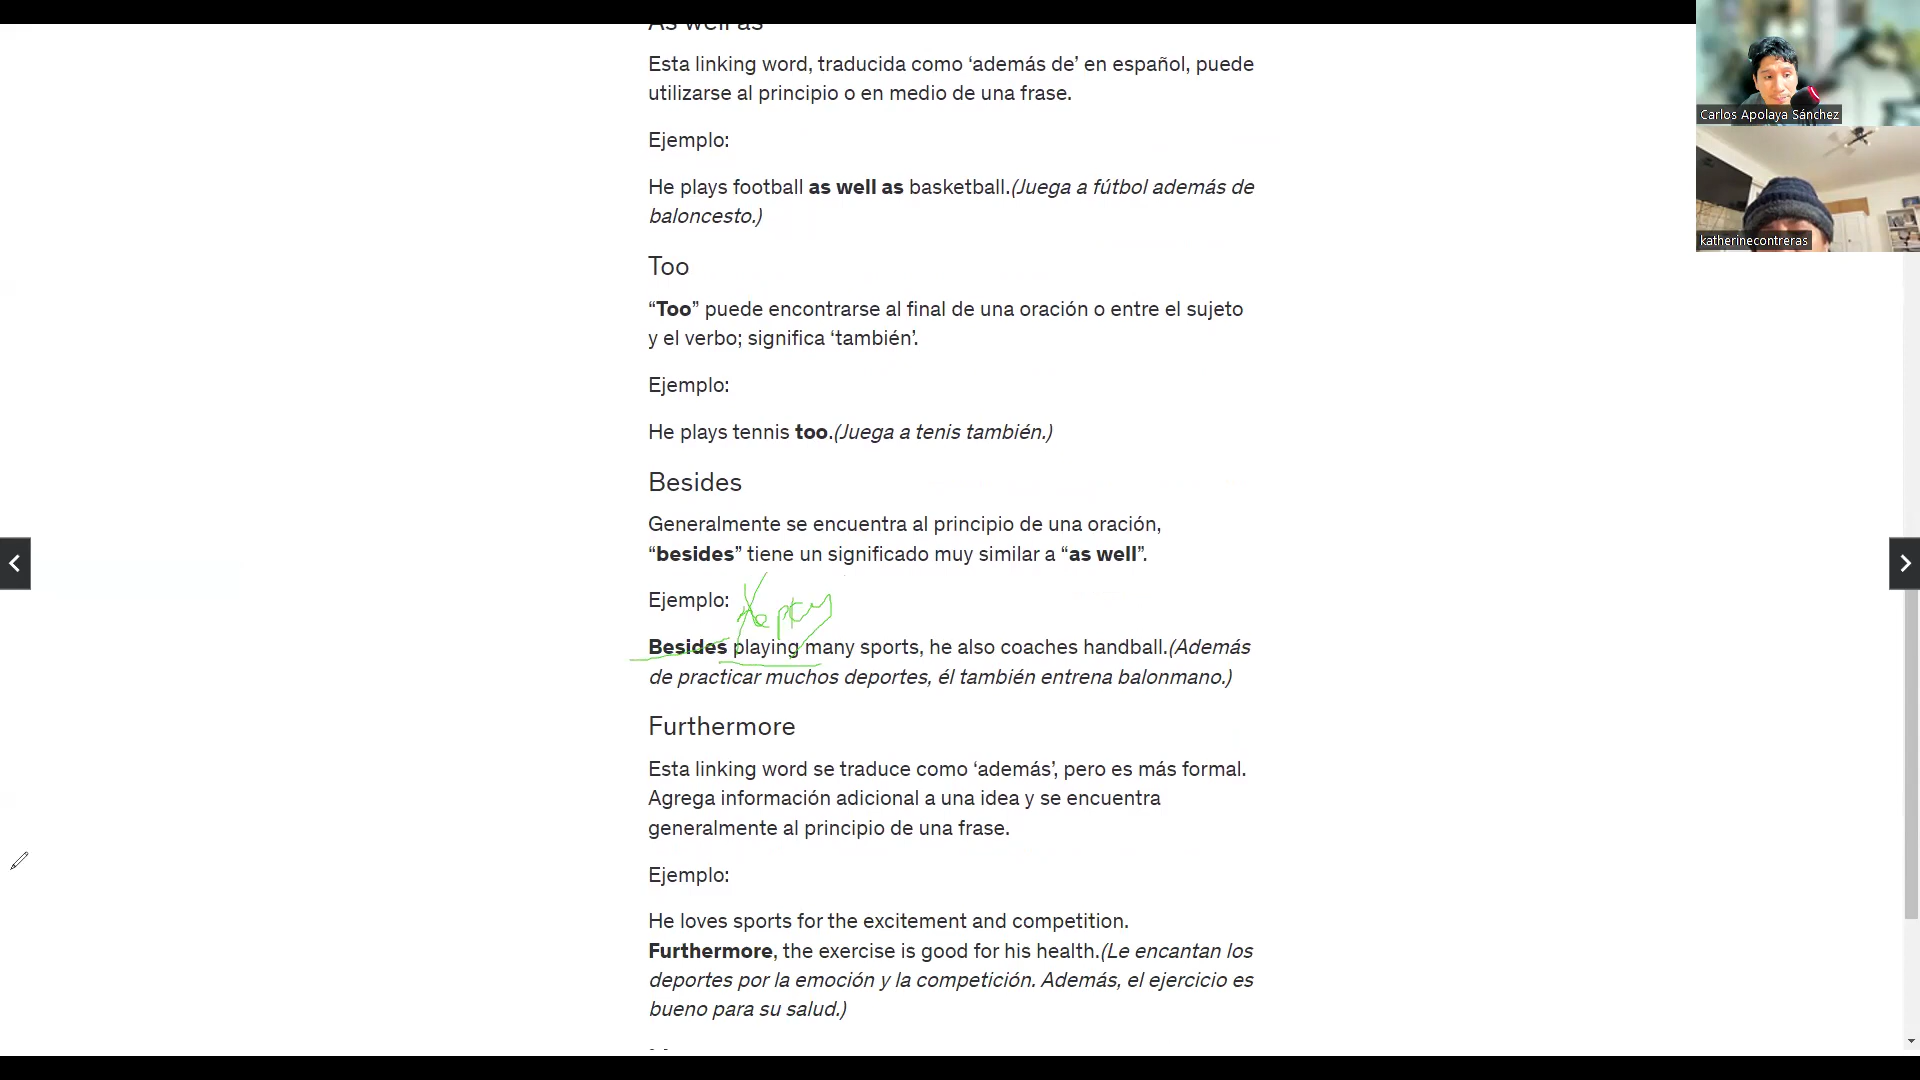 As well as
Esta linking word, traducida como ‘además de’ en español, puede
utilizarse al principio o en medio de una frase.
Ejemplo:
He plays football as well as basketball.(Juega a fútbol además de
baloncesto.)
Too
“Too” puede encontrarse al final de una oración o entre el sujeto
y el verbo; significa ‘también’.
Ejemplo:
He plays tennis too.(Juega a tenis también.)
Besides
Generalmente se encuentra al principio de una oración,
“besides” tiene un significado muy similar a “as well”.
Ejemplo:
Besides playing many sports, he also coaches handball.(Además
de practicar muchos deportes, él también entrena balonmano.)
Furthermore
Esta linking word se traduce como ‘además’, pero es más formal.
Agrega información adicional a una idea y se encuentra
generalmente al principio de una frase.
Ejemplo:
He loves sports for the excitement and competition.
Furthermore, the exercise is good for his health.(Le encantan los
deportes por la emoción y la competición. Además, el ejercicio es
bueno para su salud.)
Carlos Apolaya Sánchez
katherinecontreras